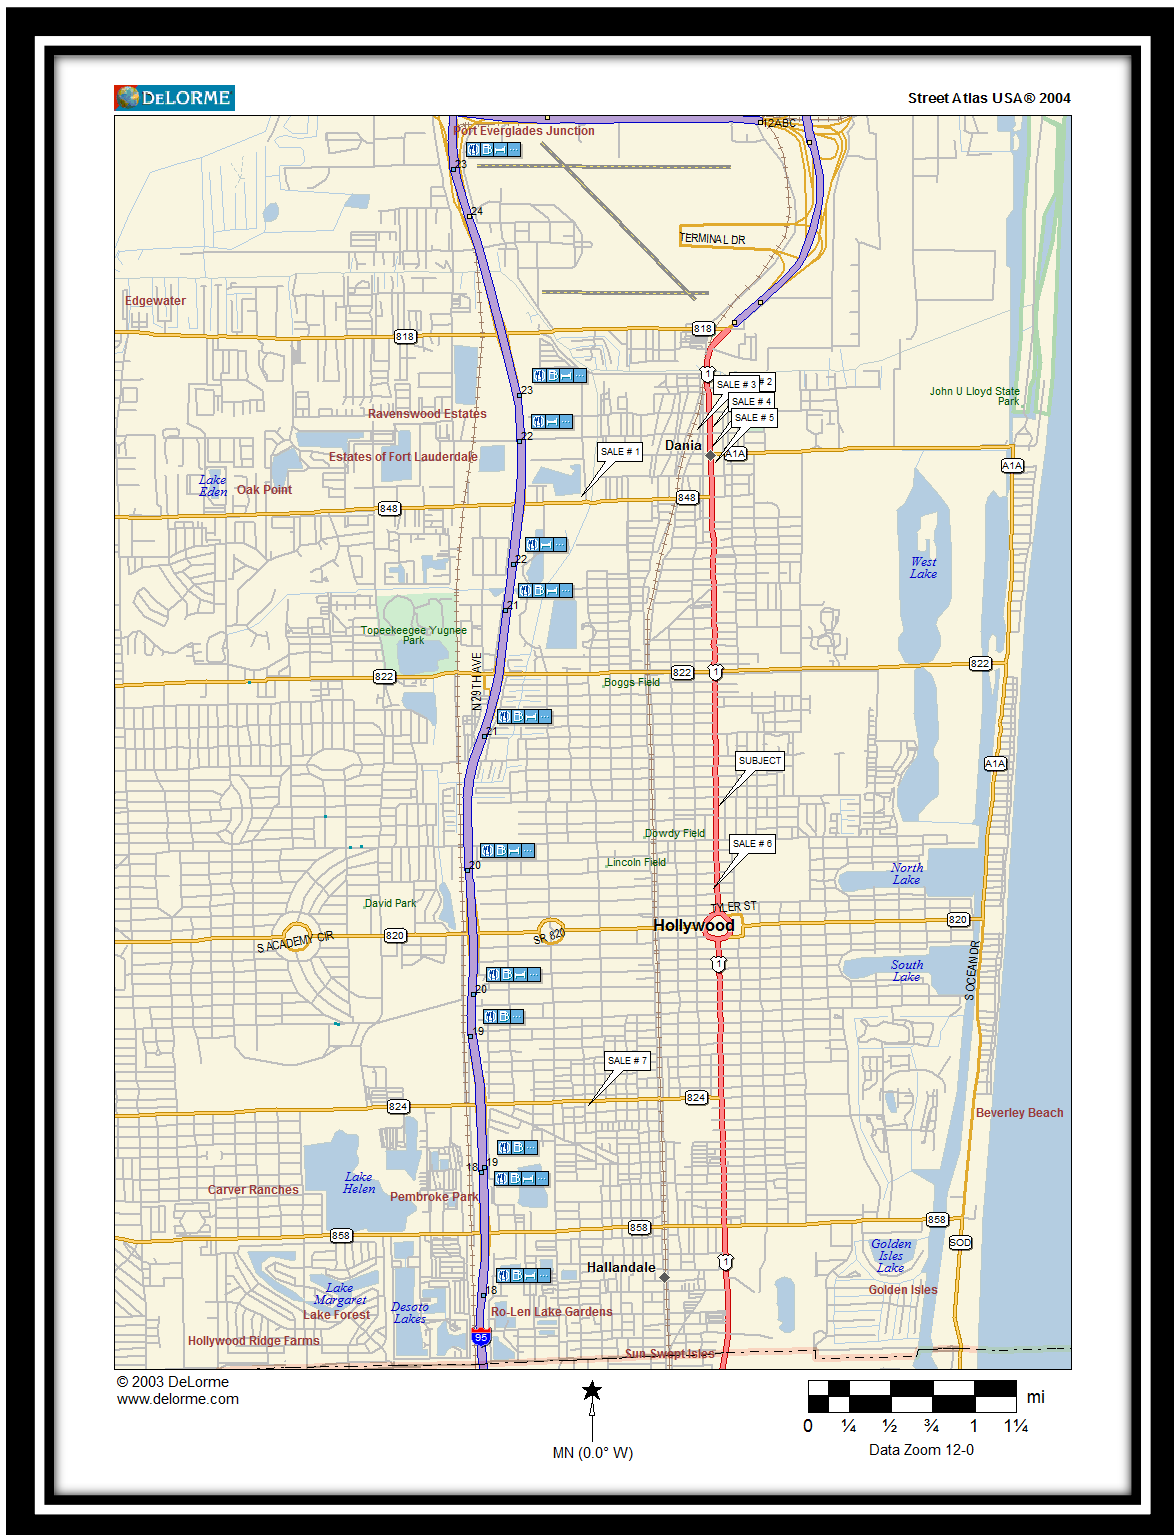 DELORME
Street Atlas USA® 2004
Port Everglades Junction
12ABC
23
24
TERMINAL DR
Edgewater
818
818
1
SALE # 3
# 2
23
SALE # 4
John U Lloyd State
Park
Ravenswood Estates
SALE # 5
22
Dania
A1A
SALE # 1
Estates of Fort Lauderdale
A1A
Lake
Eden
Oak Point
848
848
22
West
Lake
21
Topeekeegee Yugnee
Park
N 29TH AVE
822
822
1
822
Boggs Field
21
SUBJECT
A1A
Dowdy Field
SALE # 6
Lincoln Field
20
North
Lake
David Park
TYLER ST
Hollywood
820
S ACADEMY CIR
820
SR 820
1
South
Lake
S OCEAN DR
20
19
SALE # 7
824
824
Beverley Beach
18
19
Lake
Helen
Carver Ranches
Pembroke Park
858
858
858
SOD
Golden
Isles
Lake
1
Hallandale
18
Golden Isles
Lake
Margaret
Lake Forest
Desoto
Lakes
Ro-Len Lake Gardens
Hollywood Ridge Farms
95
Sun Swept Isles
© 2003 DeLorme
www.delorme.com
MN (0.0° W)
0 ¼ ½ ¾ 1 1¼
mi
Data Zoom 12-0